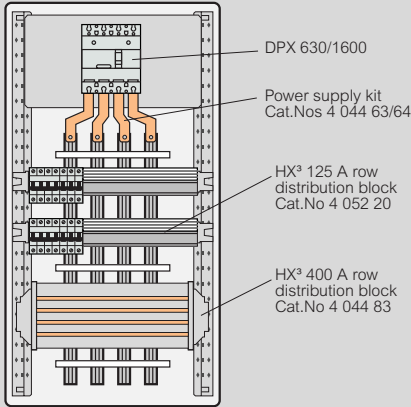 DPX 630/1600
Power supply kit
Cat.Nos 4 044 63/64
HX³ 125 A row
distribution block
Cat.No 4 052 20
HX³ 400 A row
distribution block
Cat.No 4 044 83